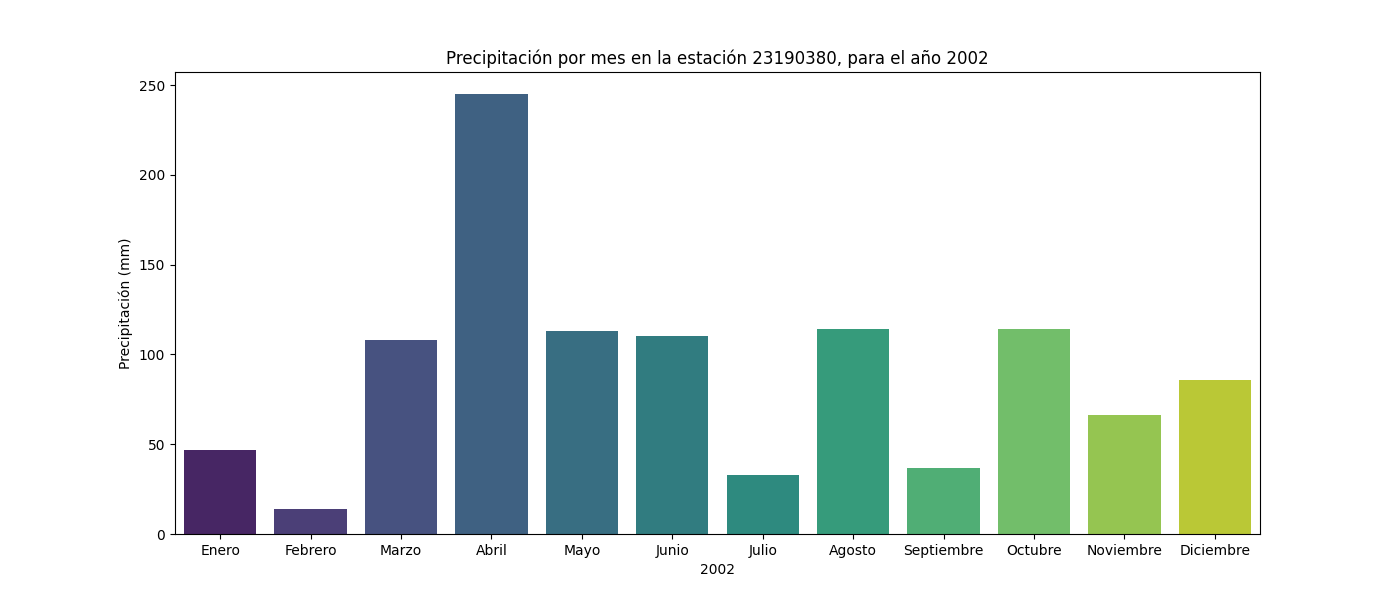 Precipitación por mes en la estación 23190380, para el año 2002
Precipitación (mm)
250
200
150
100
50
0
Enero Febrero Marzo Abril Mayo Junio Julio Agosto Septiembre Octubre Noviembre Diciembre
2002